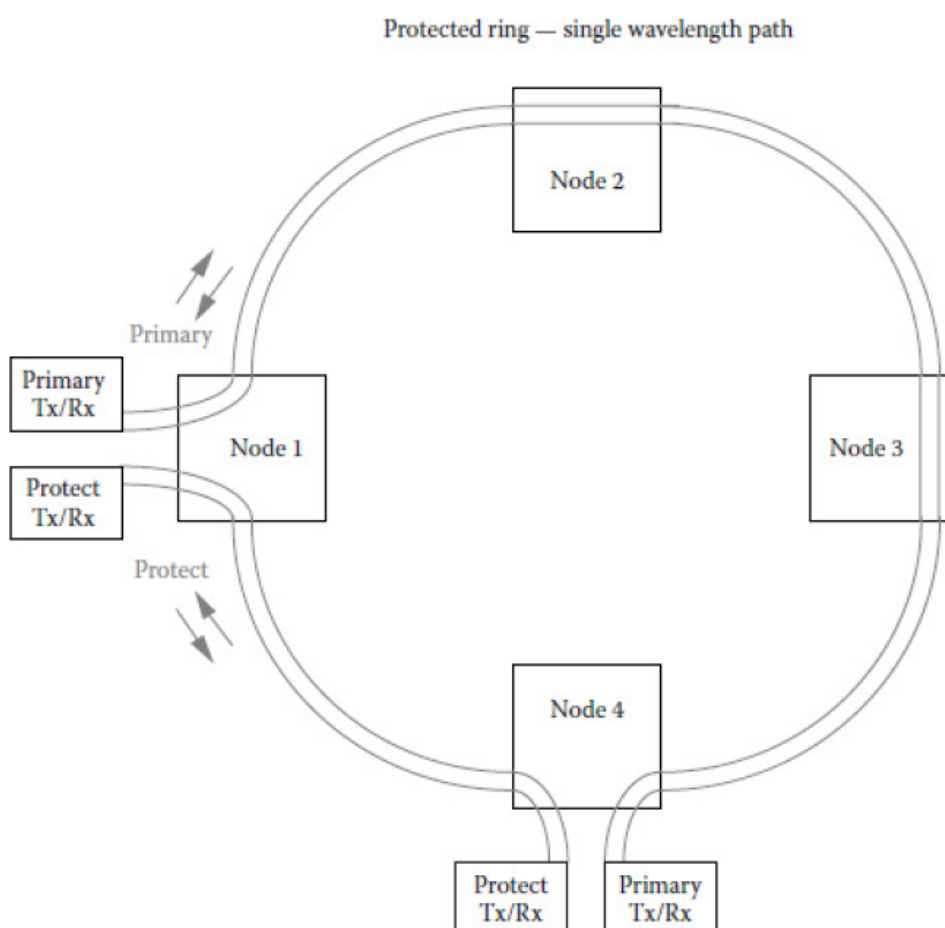 Protected ring — single wavelength path
Node 2
Primary
Primary
Tx/Rx
Node 1
Node 3
Protect
Tx/Rx
Protect
Node 4
Protect
Tx/Rx
Primary
Tx/Rx